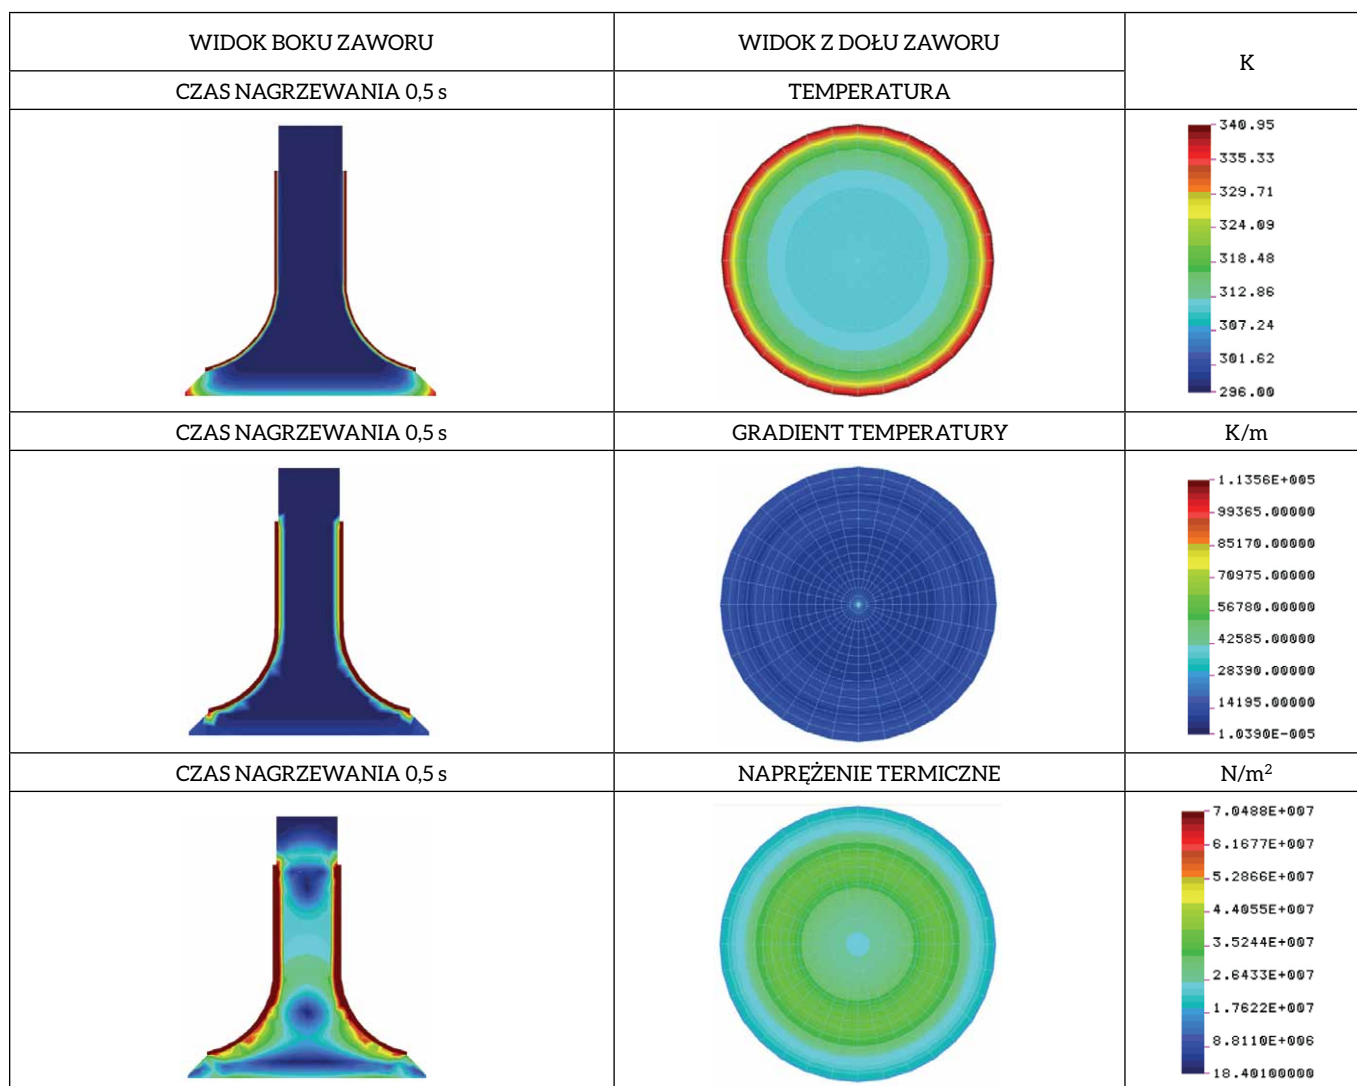 WIDOK BOKU ZAWORU
WIDOK Z DOŁU ZAWORU
K
CZAS NAGRZEWANIA 0,5 s
TEMPERATURA
340.95
335.33
329.71
324.09
318.48
312.86
307.24
301.62
296.00
CZAS NAGRZEWANIA 0,5 s
GRADIENT TEMPERATURY
K/m
1.1356E+005
99365.00000
85170.00000
70975.00000
56780.00000
42585.00000
28390.00000
14195.00000
1.0390E-005
CZAS NAGRZEWANIA 0,5 s
NAPRĘŻENIE TERMICZNE
N/m²
7.0488E+007
6.1677E+007
5.2866E+007
4.4055E+007
3.5244E+007
2.6433E+007
1.7622E+007
8.8110E+006
18.40100000